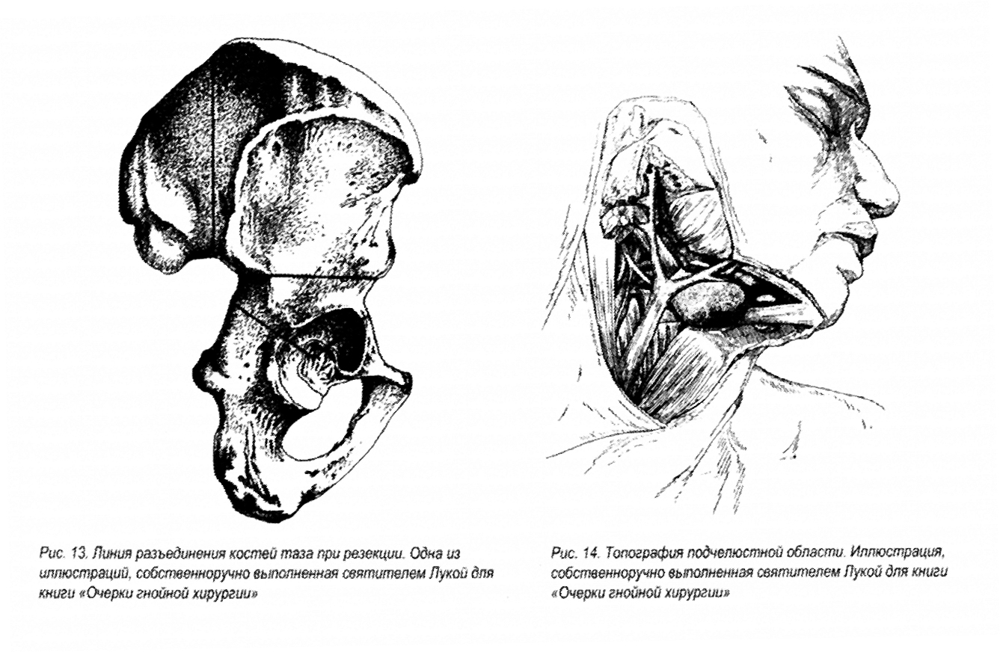 Рис. 13. Линия разъединения костей таза при резекции. Одна из
иллюстраций, собственноручно выполненная святителем Лукой для
книги «Очерки гнойной хирургии»
Рис. 14. Топография подчелюстной области. Иллюстрация,
собственноручно выполненная святителем Лукой для книги
«Очерки гнойной хирургии»